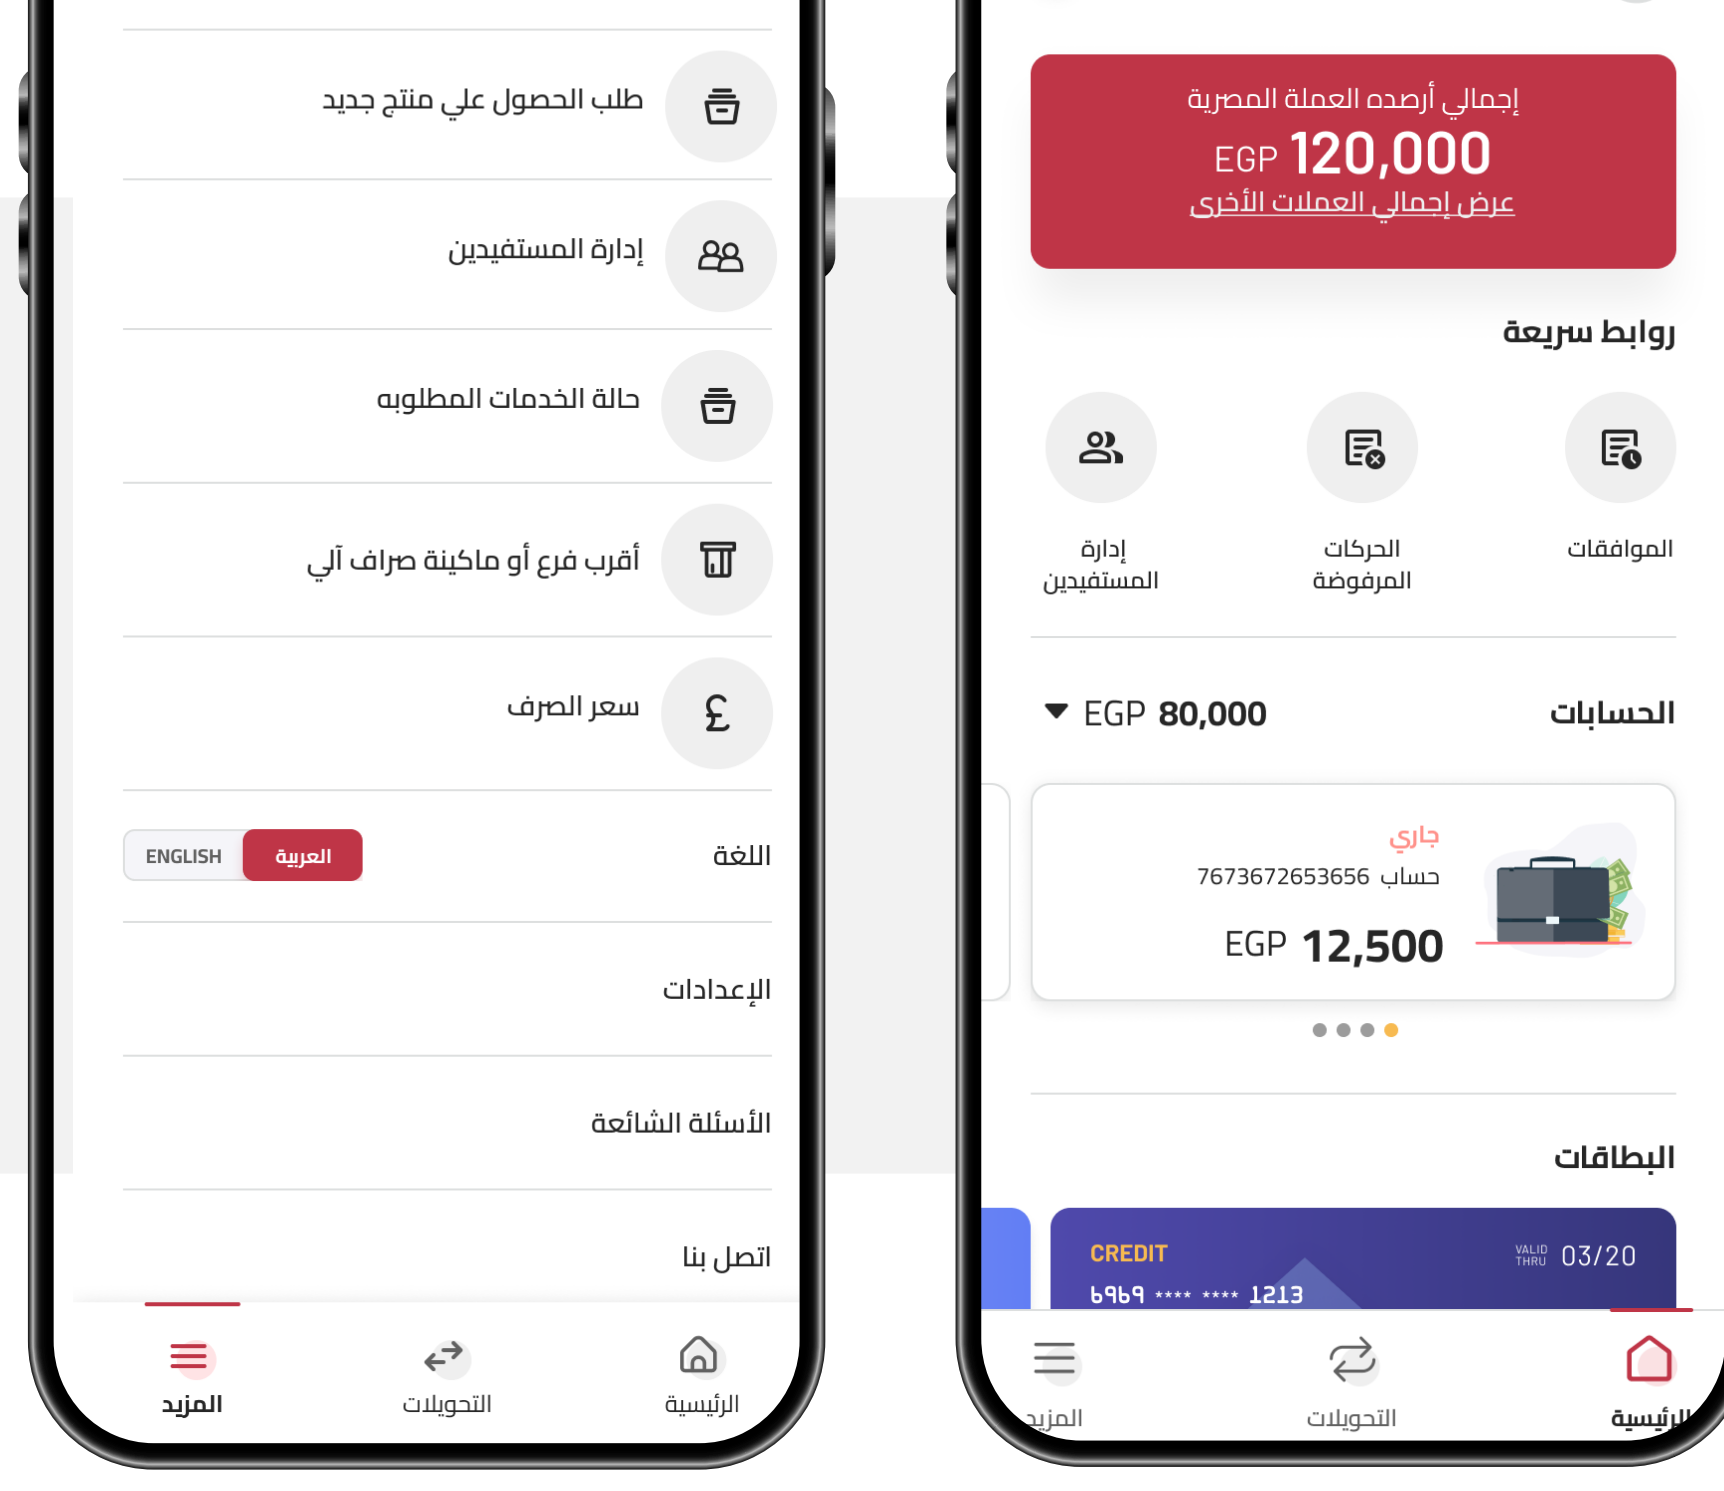 طلب الحصول علي منتج جديد
إدارة المستفيدين
حالة الخدمات المطلوبه
أقرب فرع أو ماكينة صراف آلي
سعر الصرف
اللغة
العربية
ENGLISH
الإعدادات
الأسئلة الشائعة
اتصل بنا
الرئيسية
التحويلات
المزيد
إجمالي أرصده العملة المصرية
EGP 120,000
عرض إجمالي العملات الأخرى
روابط سريعة
الموافقات
الحركات
المرفوضة
إدارة
المستفيدين
الحسابات
EGP 80,000
جاري
حساب 7673672653656
EGP 12,500
البطاقات
CREDIT
VALID
THRU
03/20
6969 **** **** 1213
الرئيسية
التحويلات
المزيد